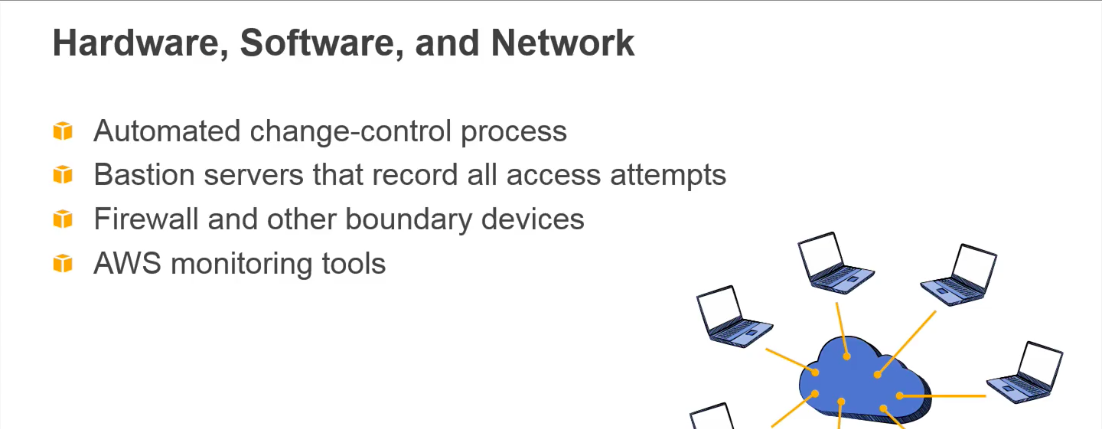 Hardware, Software, and Network
Automated change-control process
Bastion servers that record all access attempts
Firewall and other boundary devices
AWS monitoring tools